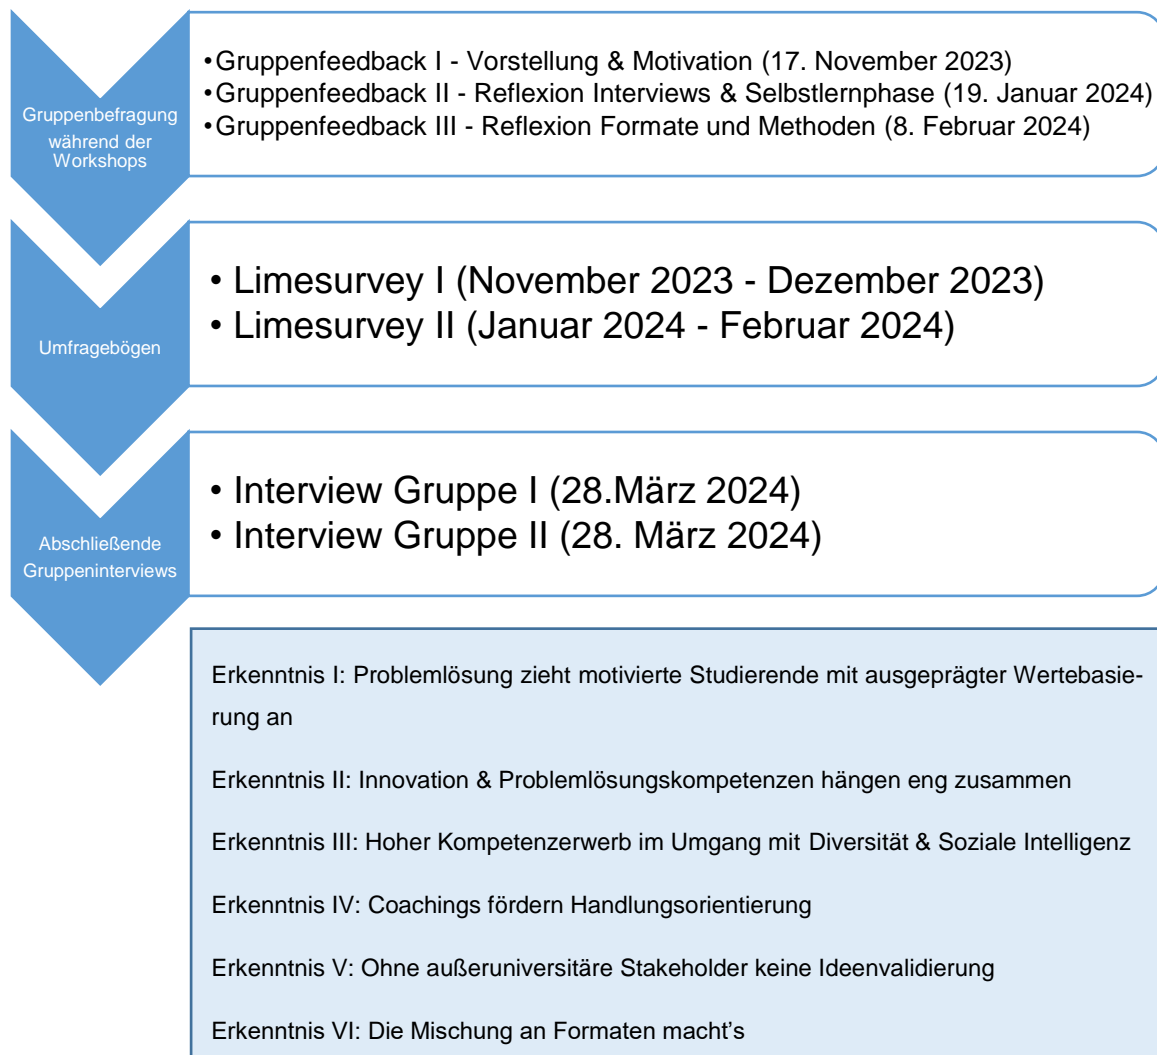 Gruppenbefragung
während der
Workshops
•Gruppenfeedback I - Vorstellung & Motivation (17. November 2023)
•Gruppenfeedback II - Reflexion Interviews & Selbstlernphase (19. Januar 2024)
•Gruppenfeedback III - Reflexion Formate und Methoden (8. Februar 2024)
Umfragebögen
• Limesurvey I (November 2023 - Dezember 2023)
• Limesurvey II (Januar 2024 - Februar 2024)
Abschließende
Gruppeninterviews
• Interview Gruppe I (28.März 2024)
• Interview Gruppe II (28. März 2024)
Erkenntnis I: Problemlösung zieht motivierte Studierende mit ausgeprägter Wertebasie-
rung an
Erkenntnis II: Innovation & Problemlösungskompetenzen hängen eng zusammen
Erkenntnis III: Hoher Kompetenzerwerb im Umgang mit Diversität & Soziale Intelligenz
Erkenntnis IV: Coachings fördern Handlungsorientierung
Erkenntnis V: Ohne außeruniversitäre Stakeholder keine Ideenvalidierung
Erkenntnis VI: Die Mischung an Formaten macht's